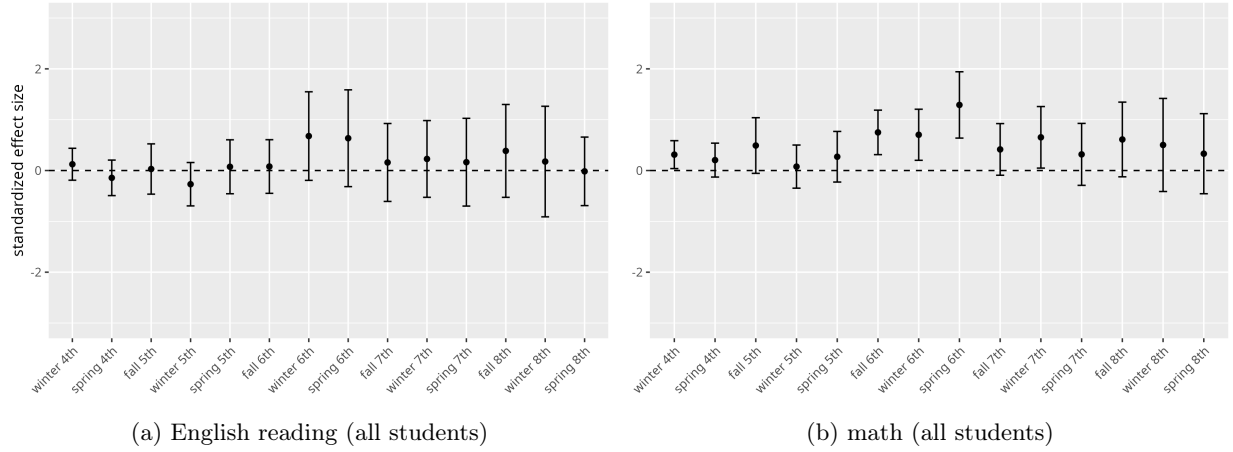 standardized effect size
2
0
-2
winter 4th
spring 4th
fall 5th
winter 5th
spring 5th
fall 6th
winter 6th
spring 6th
fall 7th
winter 7th
spring 7th
fall 8th
winter 8th
spring 8th
(a) English reading (all students)
2
0
-2
winter 4th
spring 4th
fall 5th
winter 5th
spring 5th
fall 6th
winter 6th
spring 6th
fall 7th
winter 7th
spring 7th
fall 8th
winter 8th
spring 8th
(b) math (all students)